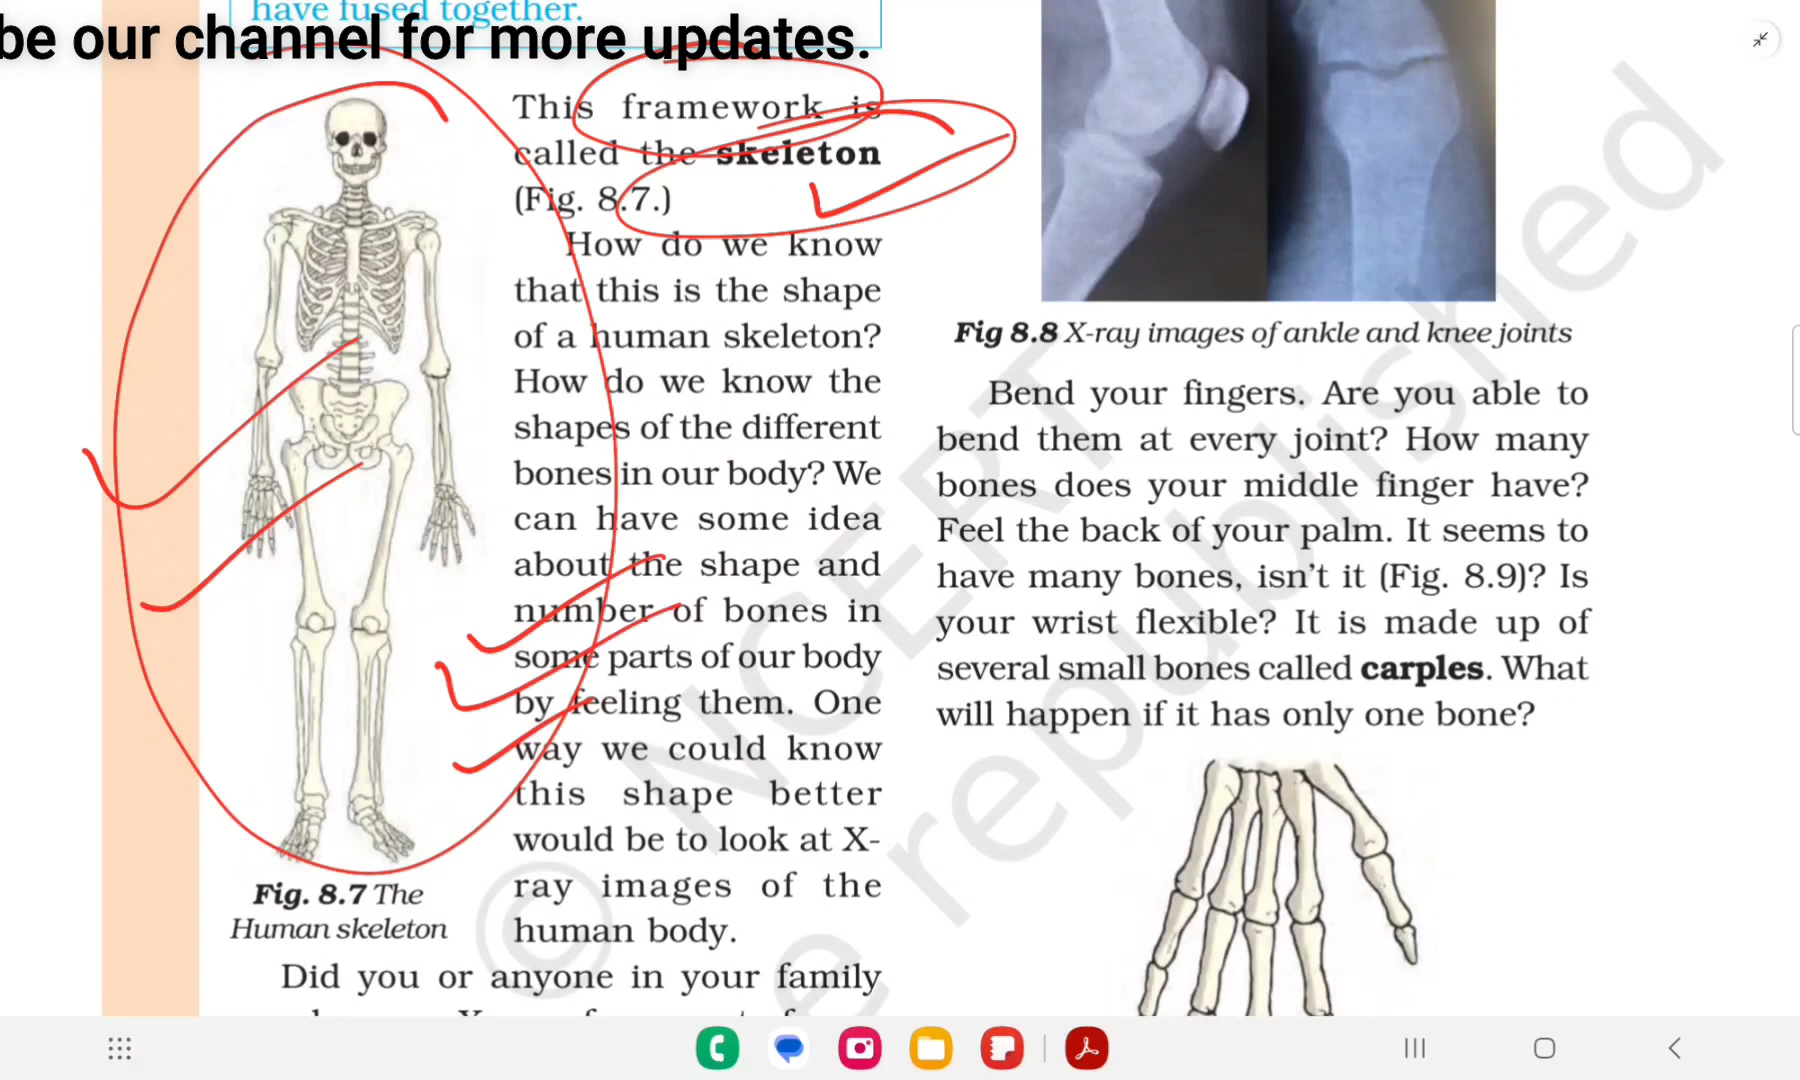 have fused together.
be our channel for more updates.
This framework is
called the skeleton
(Fig. 8.7.)
How do we know
that this is the shape
of a human skeleton?
How do we know the
shapes of the different
bones in our body? We
can have some idea
about the shape and
number of bones in
some parts of our body
by feeling them. One
way we could know
this shape better
would be to look at X-
ray images of the
human body.
Fig. 8.7 The
Human skeleton
Did you or anyone in your family
Fig 8.8 X-ray images of ankle and knee joints
Bend your fingers. Are you able to
bend them at every joint? How many
bones does your middle finger have?
Feel the back of your palm. It seems to
have many bones, isn't it (Fig. 8.9)? Is
your wrist flexible? It is made up of
several small bones called carples. What
will happen if it has only one bone?
© NCERT
e republished